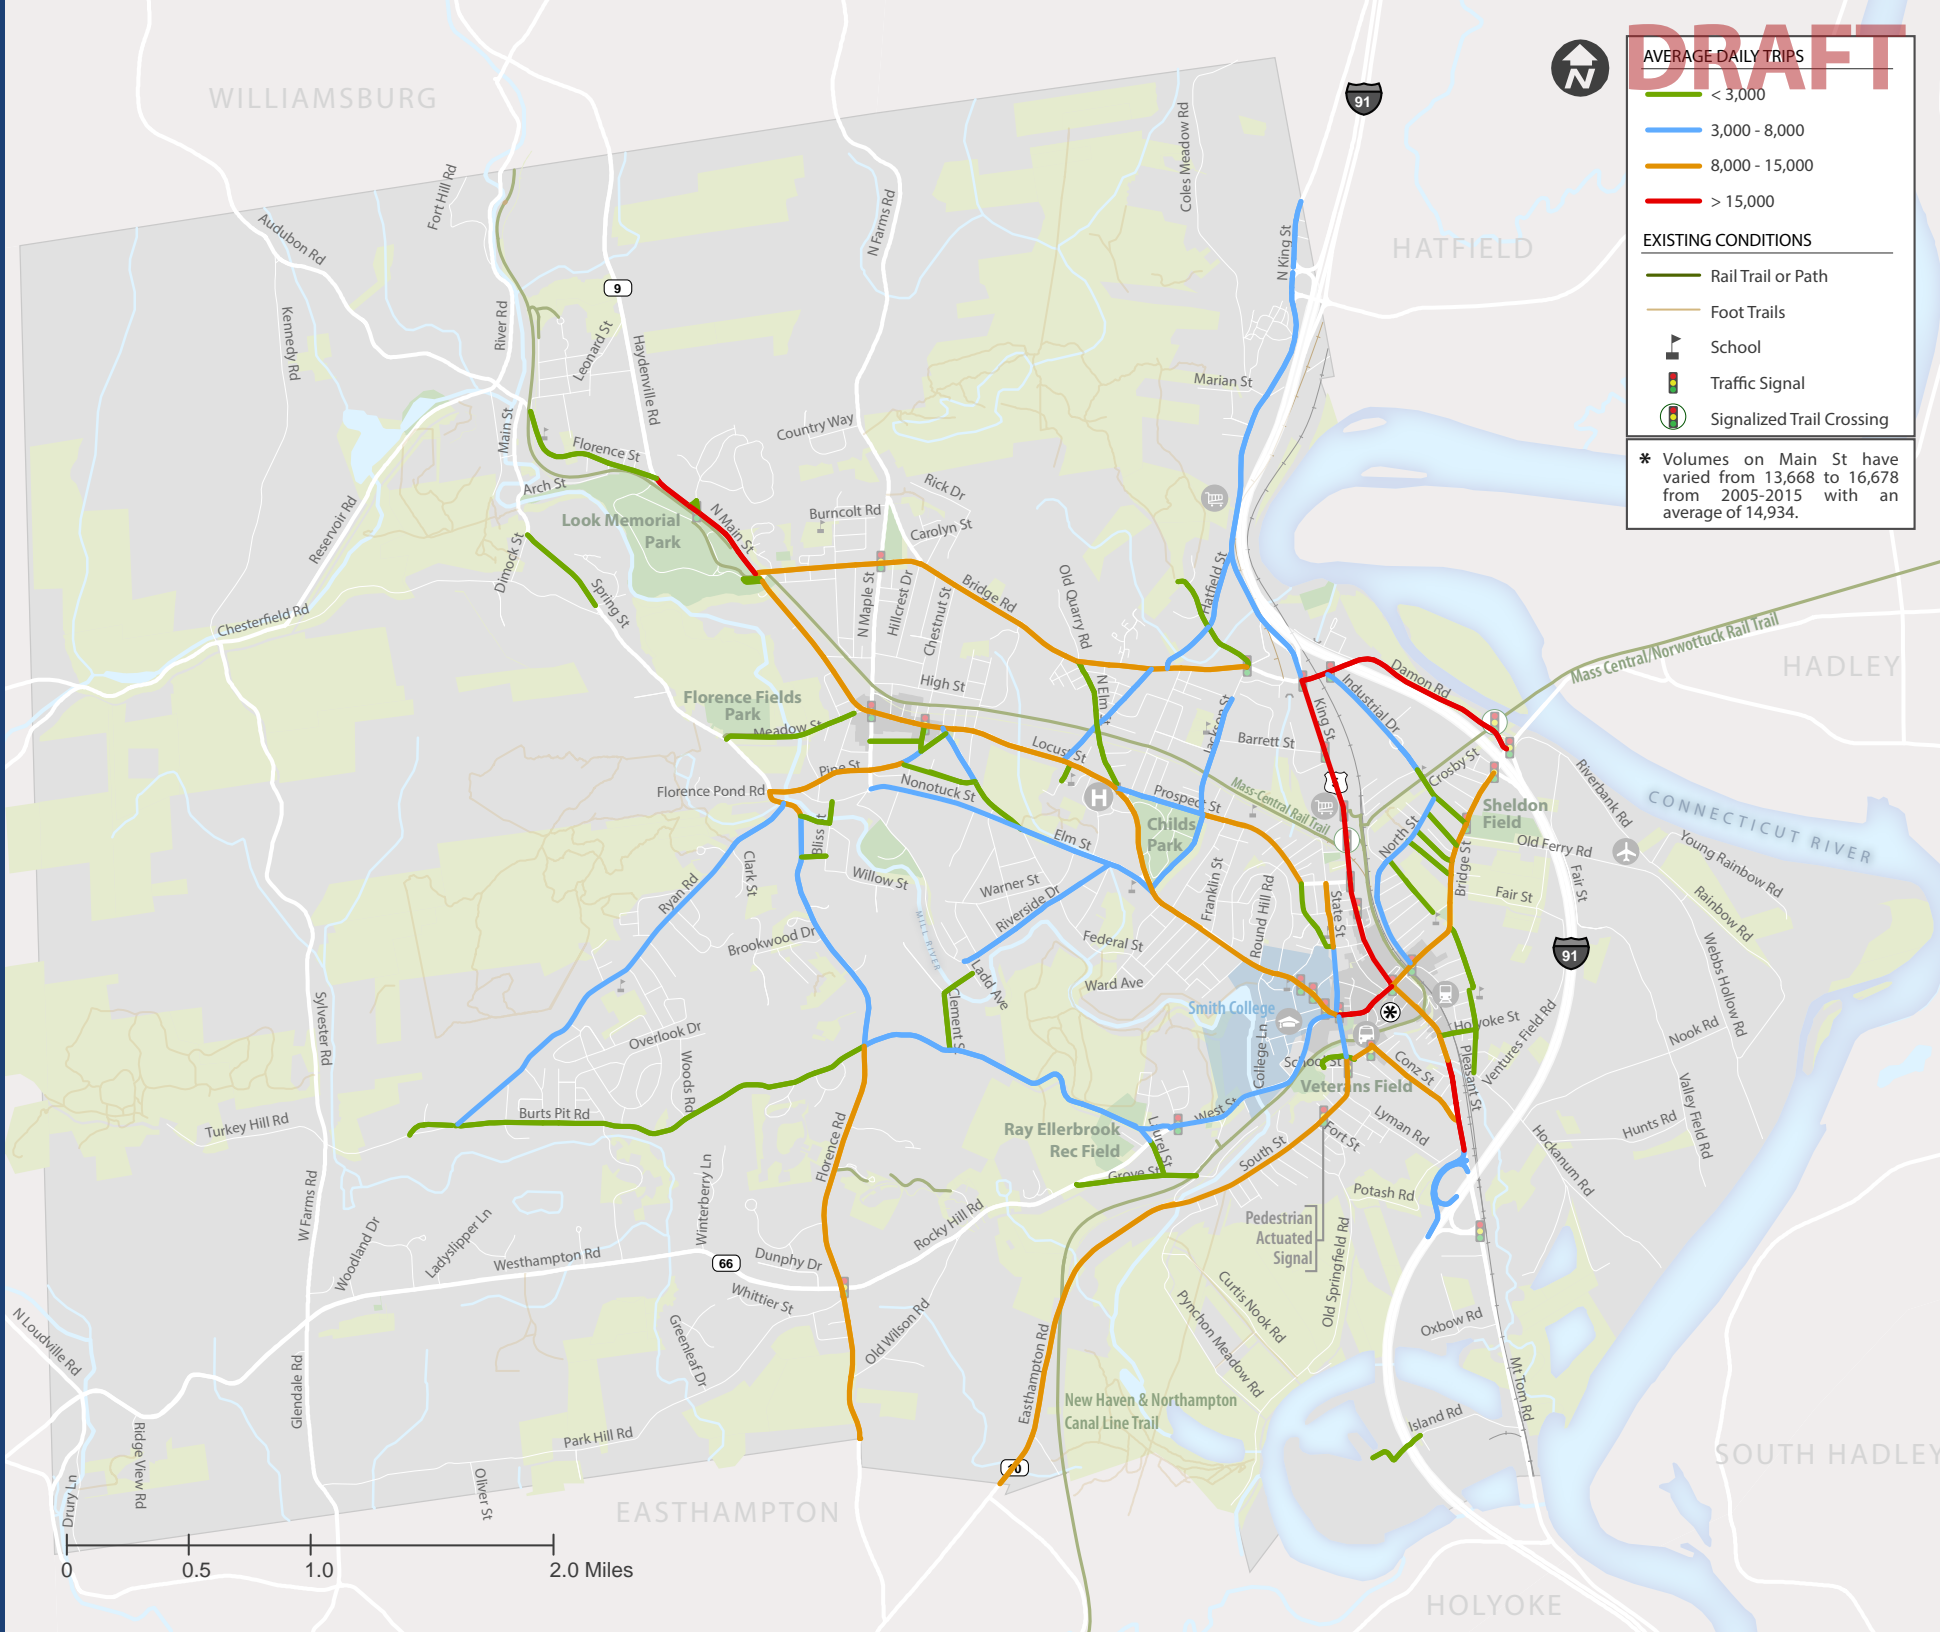 DRAFT
AVERAGE DAILY TRIPS
< 3,000
3,000 - 8,000
8,000 - 15,000
> 15,000
EXISTING CONDITIONS
Rail Trail or Path
Foot Trails
School
Traffic Signal
Signalized Trail Crossing
* Volumes on Main St have
varied from 13,668 to 16,678
from 2005-2015 with an
average of 14,934.
N
91
WILLIAMSBURG
HATFIELD
HADLEY
SOUTH HADLEY
HOLYOKE
EASTHAMPTON
CONNECTICUT RIVER
Mass Central/Norwottuck Rail Trail
Audubon Rd
Fort Hill Rd
N Farms Rd
Coles Meadow Rd
N King St
9
Kennedy Rd
River Rd
Leonard St
Haydenville Rd
Marian St
Country Way
Main St
Florence St
Arch St
Reservoir Rd
Look Memorial
Park
N Main St
Burncolt Rd
Rick Dr
Carolyn St
Dimock St
Spring St
Chesterfield Rd
N Maple St
Hillcrest Dr
Chestnut St
Bridge Rd
Old Quarry Rd
Hatfield St
High St
N Elm St
Jackson St
King St
Industrial Dr
Damon Rd
Florence Fields
Park
Meadow St
Locust St
Barrett St
Crosby St
Riverbank Rd
Pine St
Florence Pond Rd
Nonotuck St
H
Prospect St
Mass-Central Rail Trail
Sheldon
Field
Bliss St
Elm St
Childs
Park
North St
Old Ferry Rd
Young Rainbow Rd
Clark St
Willow St
Warner St
Riverside Dr
Franklin St
Round Hill Rd
State St
Bridge St
Fair St
Fair St
Rainbow Rd
Ryan Rd
Brookwood Dr
MILL RIVER
Federal St
91
Webbs Hollow Rd
Sylvester Rd
Ladd Ave
Ward Ave
Smith College
*
Clement St
Overlook Dr
Woods Rd
College Ln
School St
Conz St
Holyoke St
Pleasant St
Ventures Field Rd
Nook Rd
Veterans Field
Valley Field Rd
Burts Pit Rd
Turkey Hill Rd
Florence Rd
Ray Ellerbrook
Rec Field
Laurel St
West St
Lyman Rd
Fort St
South St
Hunts Rd
Hockanum Rd
Grove St
W Farms Rd
Winterberry Ln
Potash Rd
Woodland Dr
Ladyslipper Ln
Westhampton Rd
66
Dunphy Dr
Rocky Hill Rd
Pedestrian
Actuated
Signal
Whittier St
Old Wilson Rd
Curtis Nook Rd
Old Springfield Rd
Pynchon Meadow Rd
Oxbow Rd
N Loudville Rd
Glendale Rd
Greenleaf Dr
Easthampton Rd
Mt Tom Rd
New Haven & Northampton
Canal Line Trail
Island Rd
Ridge View Rd
Park Hill Rd
Drury Ln
Oliver St
0
0.5
1.0
2.0 Miles